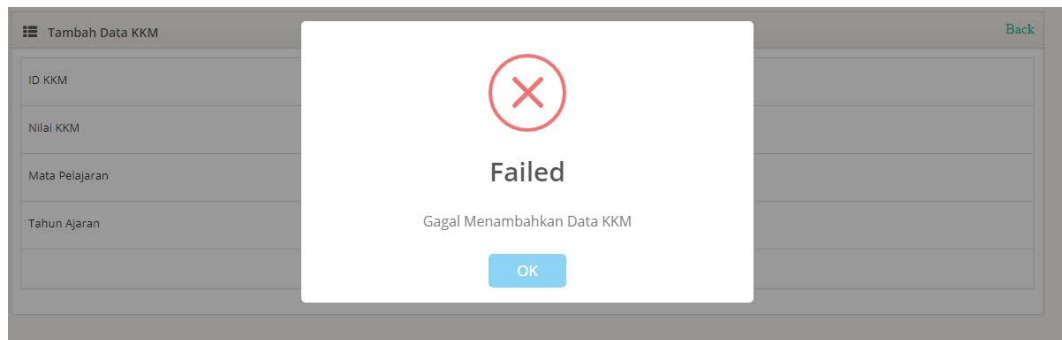 Tambah Data KKM
Back
ID KKM
Nilai KKM
Mata Pelajaran
Tahun Ajaran
Failed
Gagal Menambahkan Data KKM
OK